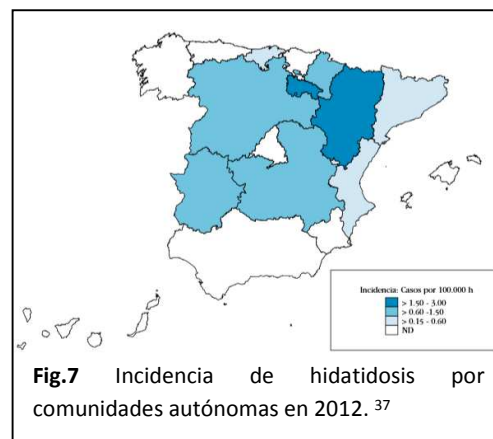 Incidencia: Casos por 100.000 h
> 1.50 - 3.00
> 0.60 -1.50
> 0.15 - 0.60
ND
Fig.7 Incidencia de hidatidosis por
comunidades autónomas en 2012. 37